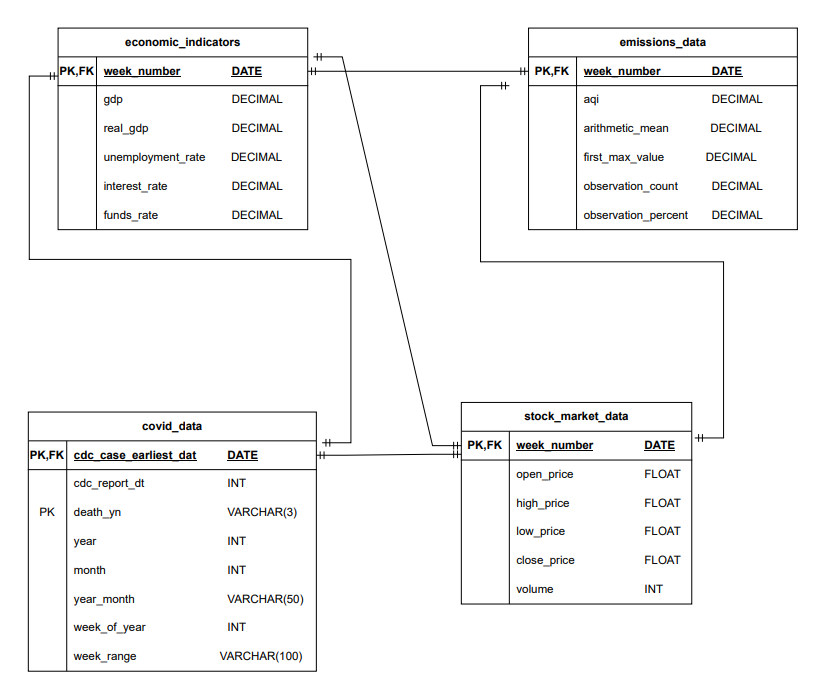 economic_indicators
PK,FK week_number DATE
gdp DECIMAL
real_gdp DECIMAL
unemployment_rate DECIMAL
interest_rate DECIMAL
funds_rate DECIMAL
emissions_data
PK,FK week_number DATE
aqi DECIMAL
arithmetic_mean DECIMAL
first_max_value DECIMAL
observation_count DECIMAL
observation_percent DECIMAL
covid_data
PK,FK cdc_case_earliest_dat DATE
cdc_report_dt INT
PK death_yn VARCHAR(3)
year INT
month INT
year_month VARCHAR(50)
week_of_year INT
week_range VARCHAR(100)
stock_market_data
PK,FK week_number DATE
open_price FLOAT
high_price FLOAT
low_price FLOAT
close_price FLOAT
volume INT